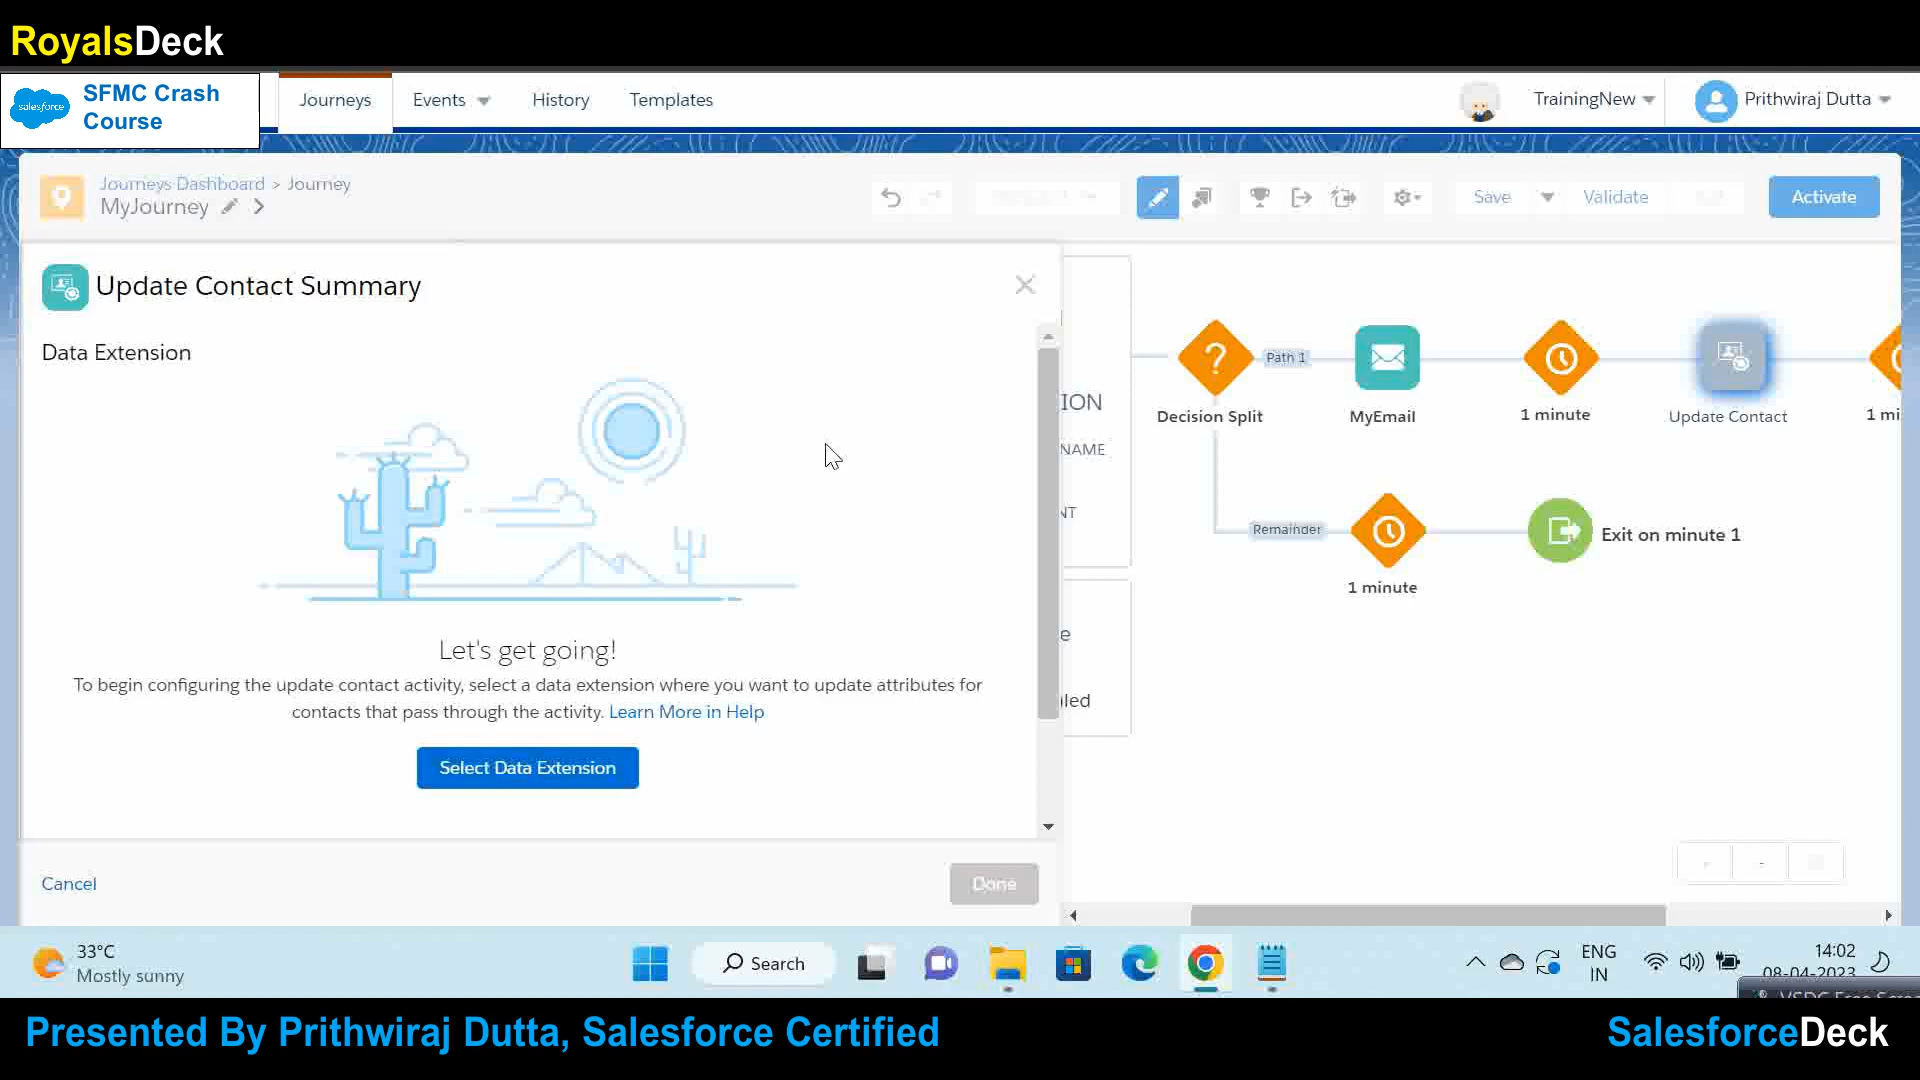 RoyalsDeck
salesforce
SFMC Crash
Course
Journeys
Events
History
Templates
TrainingNew
Prithwiraj Dutta
Journeys Dashboard > Journey
MyJourney
Save
Validate
Activate
Update Contact Summary
Data Extension
Let's get going!
To begin configuring the update contact activity, select a data extension where you want to update attributes for
contacts that pass through the activity. Learn More in Help
Select Data Extension
Cancel
Done
ION
NAME
NT
e
led
Path 1
Decision Split
MyEmail
1 minute
Update Contact
1 mi
Remainder
1 minute
Exit on minute 1
33°C
Mostly sunny
Search
ENG
IN
14:02
08-04-2023
Presented By Prithwiraj Dutta, Salesforce Certified
SalesforceDeck